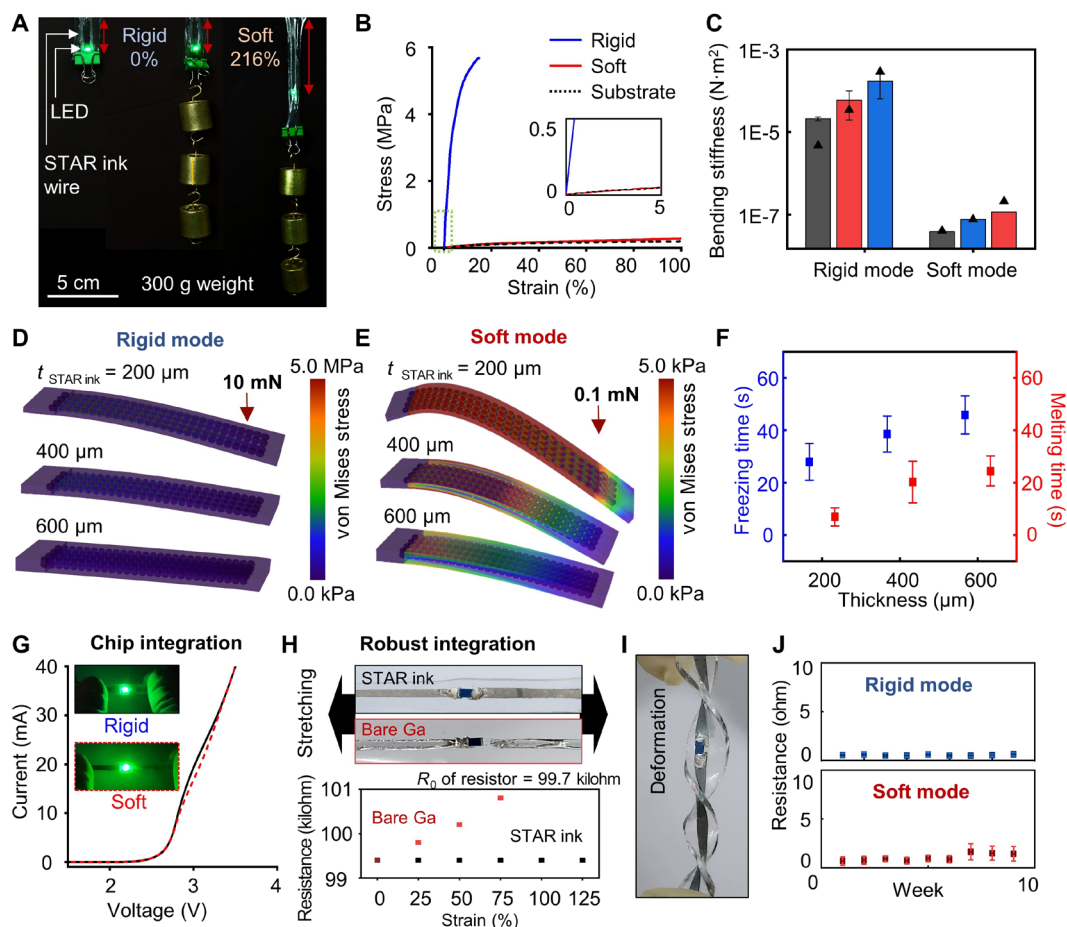 A
Rigid
0%
Soft
216%
LED
STAR ink
wire
5 cm
300 g weight
B
Stress (MPa)
6
4
2
0
Rigid
Soft
Substrate
0.5
0
0
5
0
20
40
60
80
100
Strain (%)
C
Bending stiffness (N·m²)
1E-3
1E-5
1E-7
Rigid mode
Soft mode
D
Rigid mode
t STAR ink = 200 µm
10 mN
400 µm
600 µm
5.0 MPa
von Mises stress
0.0 kPa
E
Soft mode
t STAR ink = 200 µm
0.1 mN
400 µm
600 µm
5.0 kPa
von Mises stress
0.0 kPa
F
Freezing time (s)
60
40
20
0
60
40
20
0
Melting time (s)
200
400
600
Thickness (µm)
G
Chip integration
Current (mA)
40
30
20
10
0
Rigid
Soft
2
3
4
Voltage (V)
H
Robust integration
Stretching
STAR ink
Bare Ga
R0 of resistor = 99.7 kilohm
Resistance (kilohm)
101
100
99
Bare Ga
STAR ink
0
25
50
75
100
125
Strain (%)
I
Deformation
J
Resistance (ohm)
10
5
0
Rigid mode
10
5
0
Soft mode
0
10
Week